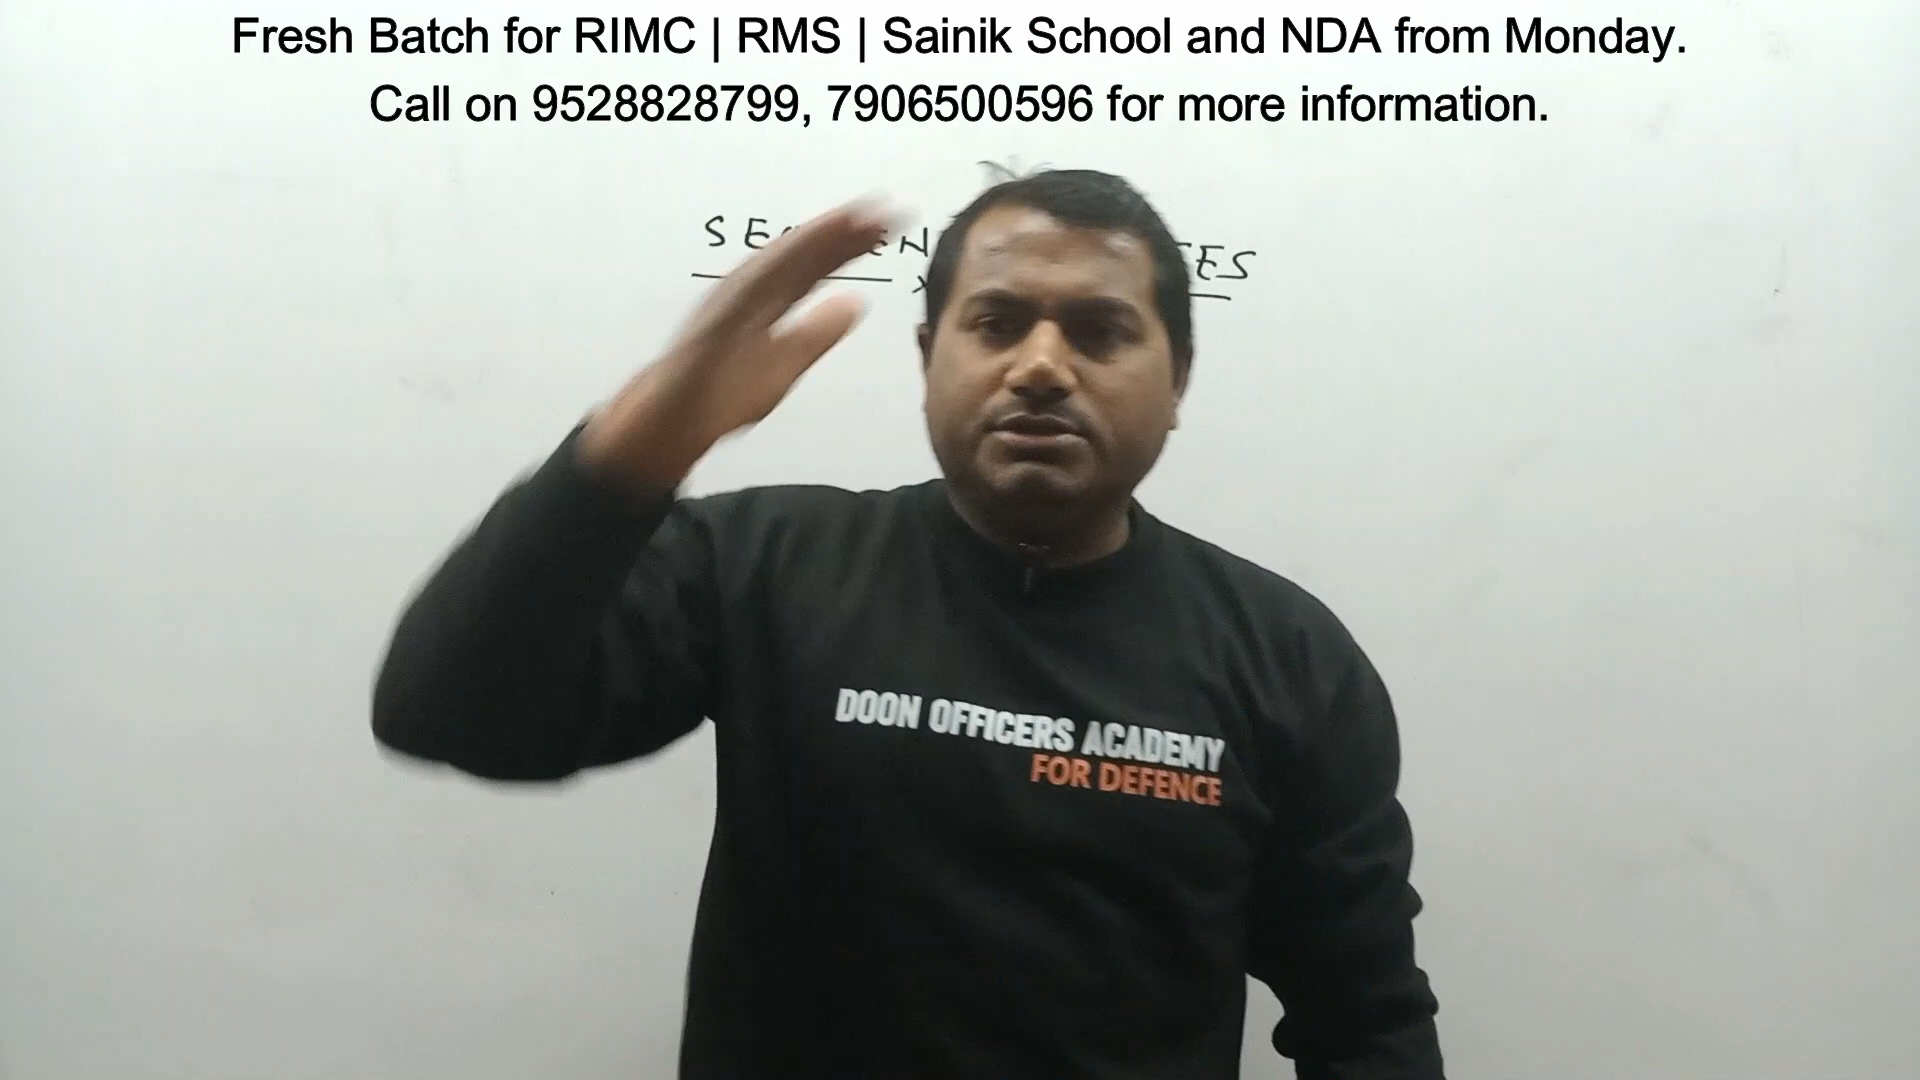 Fresh Batch for RIMC | RMS | Sainik School and NDA from Monday.
Call on 9528828799, 7906500596 for more information.
DOON OFFICERS ACADEMY
FOR DEFENCE